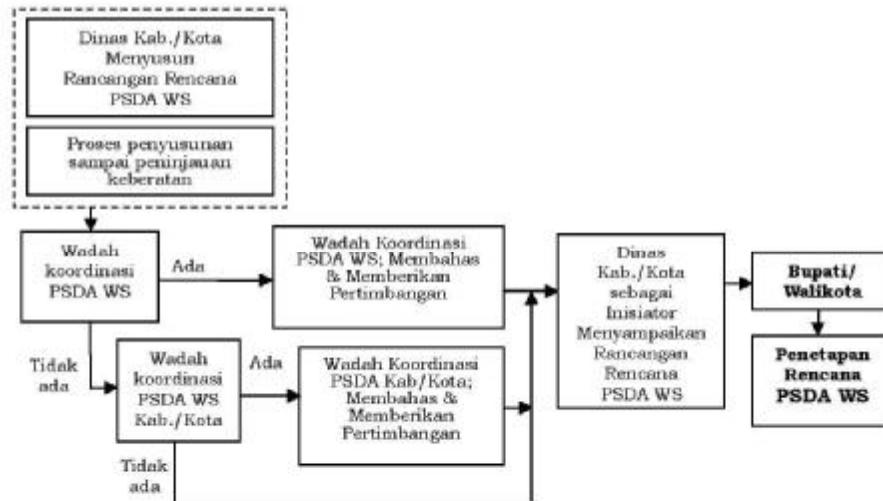 Dinas Kab./Kota
Menyusun
Rancangan Rencana
PSDA WS
Proses penyusunan
sampai peninjauan
keberatan
Wadah
koordinasi
PSDA WS
Ada
Wadah Koordinasi
PSDA WS; Membahas
& Memberikan
Pertimbangan
Dinas
Kab./Kota
sebagai
Inisiator
Menyampaikan
Rancangan
Rencana
PSDA WS
Bupati/
Walikota
Penetapan
Rencana
PSDA WS
Tidak
ada
Wadah
koordinasi
PSDA WS
Kab./Kota
Ada
Wadah Koordinasi
PSDA Kab/Kota;
Membahas &
Memberikan
Pertimbangan
Tidak
ada